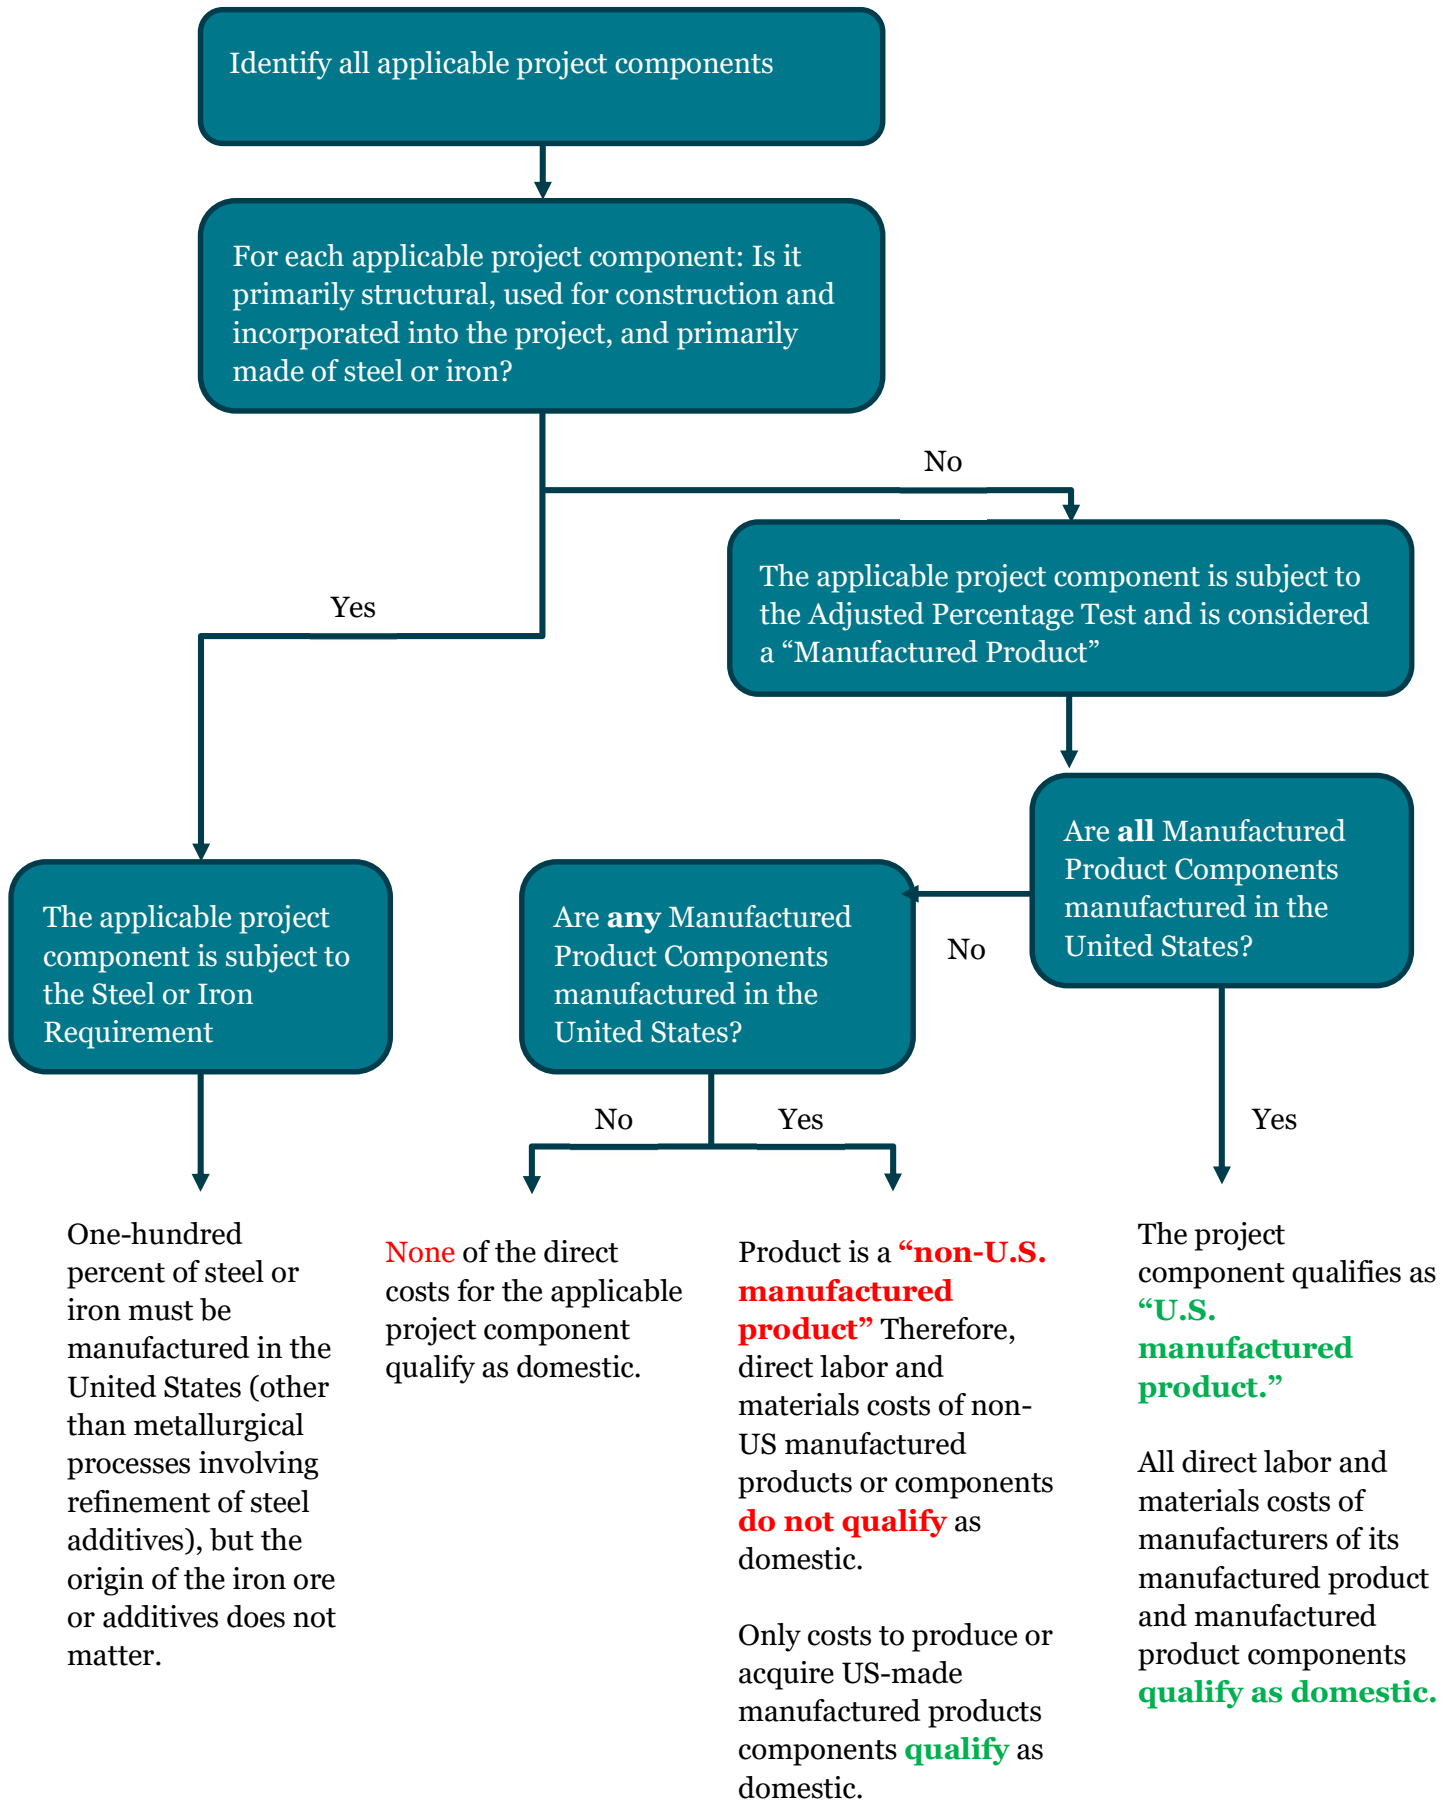 Identify all applicable project components
For each applicable project component: Is it
primarily structural, used for construction and
incorporated into the project, and primarily
made of steel or iron?
No
The applicable project component is subject to
the Adjusted Percentage Test and is considered
a “Manufactured Product”
Yes
Are all Manufactured
Product Components
manufactured in the
United States?
The applicable project
component is subject to
the Steel or Iron
Requirement
Are any Manufactured
Product Components
manufactured in the
United States?
No
No
Yes
Yes
One-hundred
percent of steel or
iron must be
manufactured in the
United States (other
than metallurgical
processes involving
refinement of steel
additives), but the
origin of the iron ore
or additives does not
matter.
None of the direct
costs for the applicable
project component
qualify as domestic.
Product is a “non-U.S.
manufactured
product” Therefore,
direct labor and
materials costs of non-
US manufactured
products or components
do not qualify as
domestic.
Only costs to produce or
acquire US-made
manufactured products
components qualify as
domestic.
The project
component qualifies as
“U.S.
manufactured
product.”
All direct labor and
materials costs of
manufacturers of its
manufactured product
and manufactured
product components
qualify as domestic.